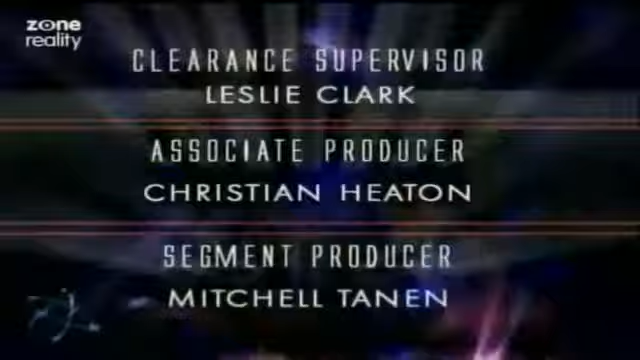 zone
reality
CLEARANCE SUPERVISOR
LESLIE CLARK
ASSOCIATE PRODUCER
CHRISTIAN HEATON
SEGMENT PRODUCER
MITCHELL TANEN